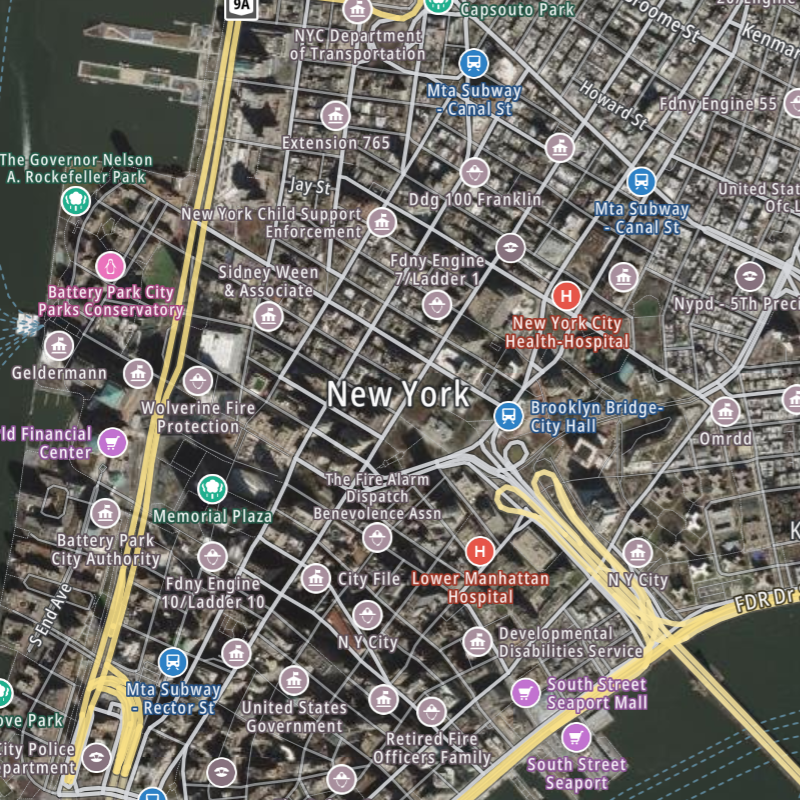 9A
Capsouto Park
NYC Department
of Transportation
Broome St
Kenmar
Mta Subway
- Canal St
Howard St
Fdny Engine 55
Extension 765
The Governor Nelson
A. Rockefeller Park
Jay St
Ddg 100 Franklin
Mta Subway
- Canal St
United Stat
Ofc L
New York Child Support
Enforcement
Fdny Engine
7/Ladder 1
Sidney Ween
& Associate
Battery Park City
Parks Conservatory
H
New York City
Health-Hospital
Nypd - 5Th Preci
Geldermann
New York
Wolverine Fire
Protection
Brooklyn Bridge-
City Hall
Omrdd
ld Financial
Center
The Fire Alarm
Dispatch
Benevolence Assn
Memorial Plaza
Battery Park
City Authority
H
Lower Manhattan
Hospital
Fdny Engine
10/Ladder 10
City File
N Y City
K
S-End Ave
N Y City
FDR Dr
Developmental
Disabilities Service
Mta Subway
- Rector St
United States
Government
South Street
Seaport Mall
ove Park
Retired Fire
Officers Family
City Police
epartment
South Street
Seaport